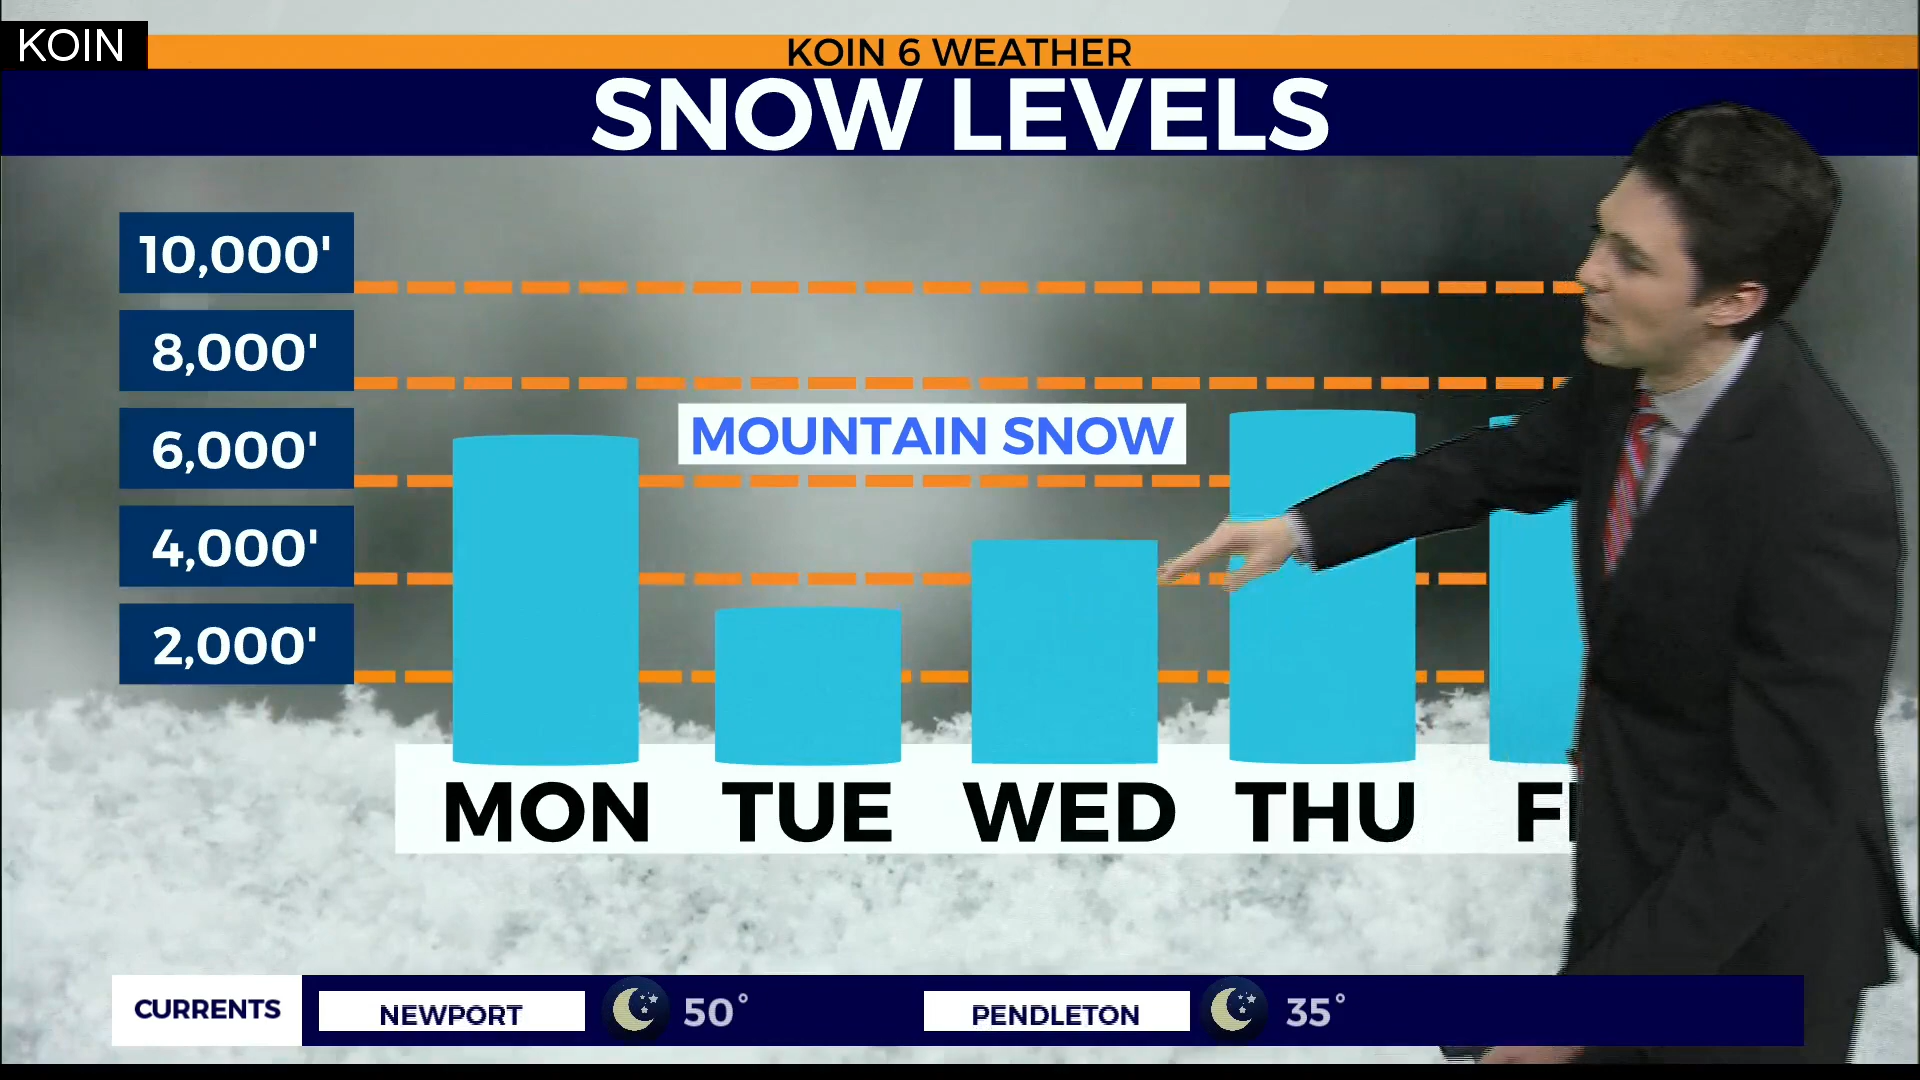 KOIN
KOIN 6 WEATHER
SNOW LEVELS
10,000'
8,000'
6,000'
4,000'
2,000'
MOUNTAIN SNOW
MON TUE WED THU
CURRENTS NEWPORT 50° PENDLETON 35°